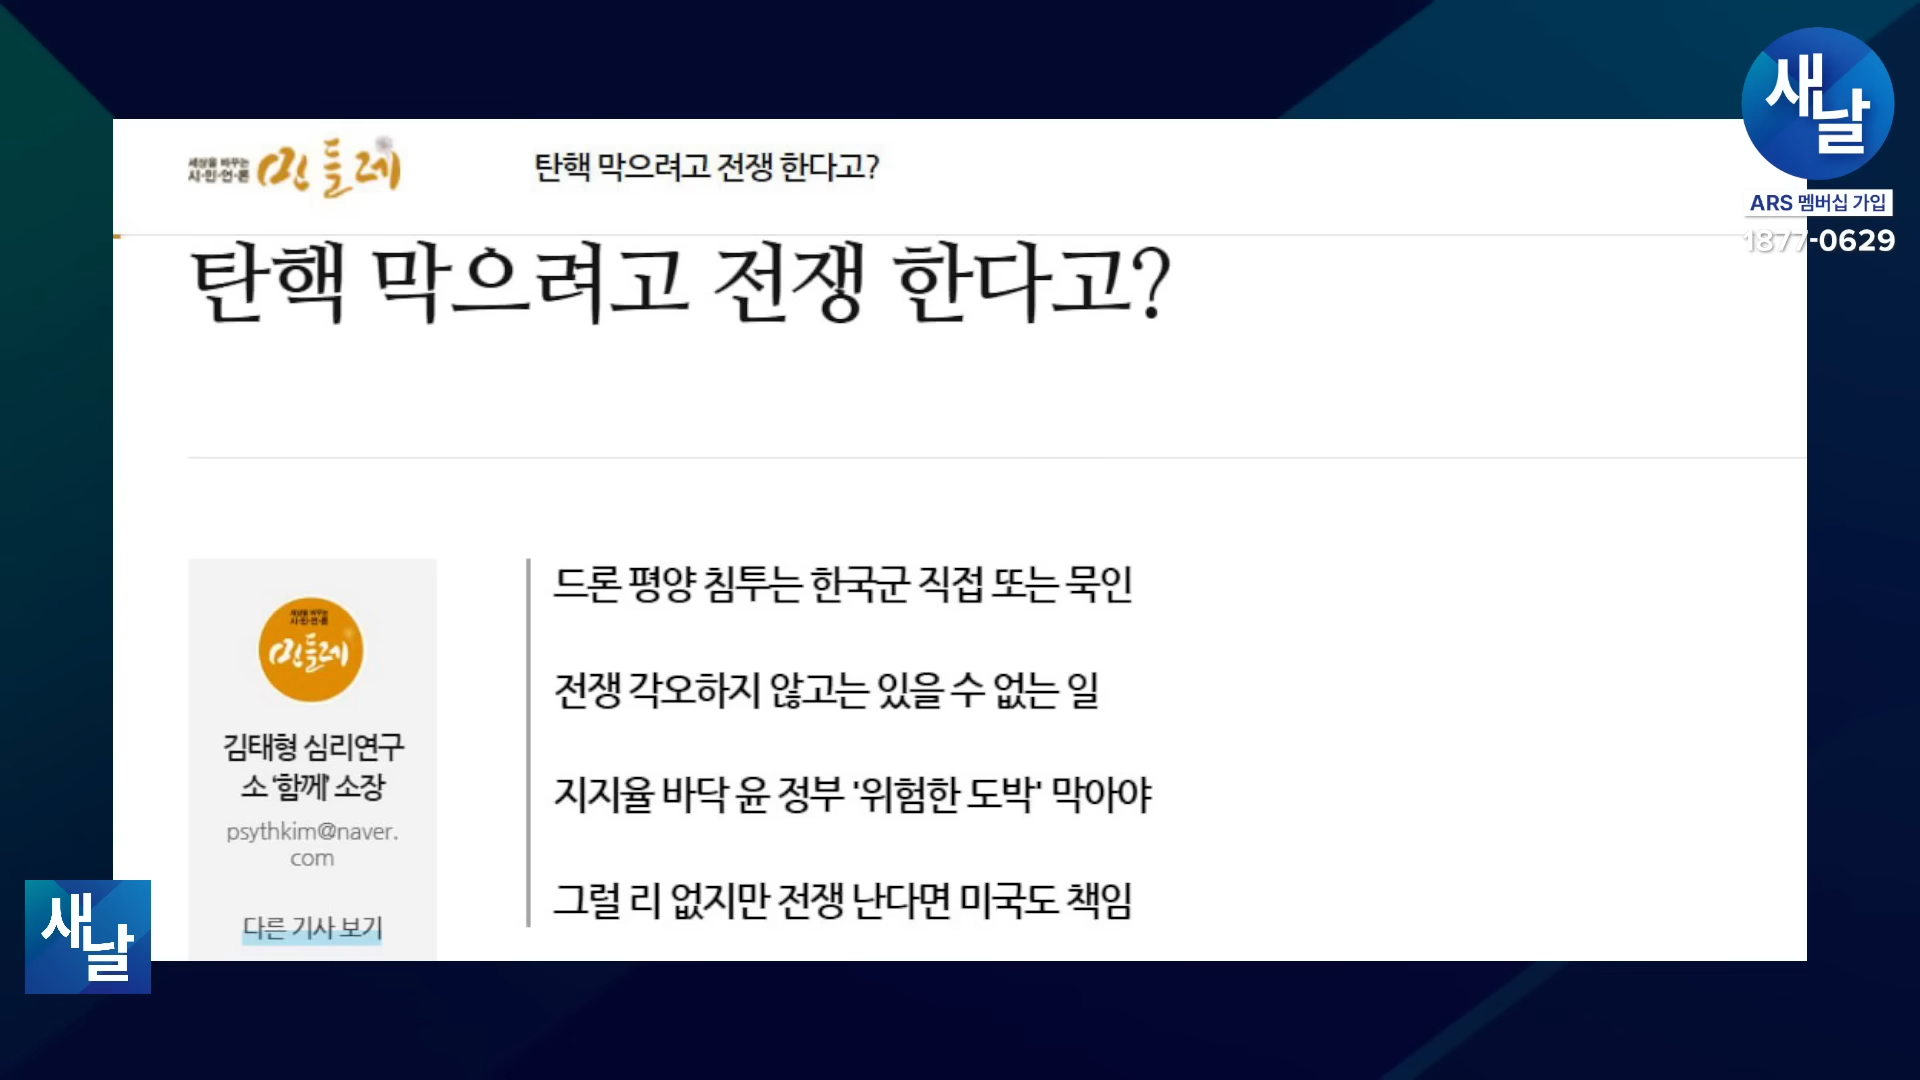 새날
ARS 멤버십 가입
1877-0629
세상을 바꾸는
시·민·언·론
민들레
탄핵 막으려고 전쟁 한다고?
탄핵 막으려고 전쟁 한다고?
세상을 바꾸는
시·민·언·론
민들레
김태형 심리연구
소 '함께' 소장
psythkim@naver.
com
다른 기사 보기
드론 평양 침투는 한국군 직접 또는 묵인
전쟁 각오하지 않고는 있을 수 없는 일
지지율 바닥 윤 정부 '위험한 도박' 막아야
그럴 리 없지만 전쟁 난다면 미국도 책임
새날